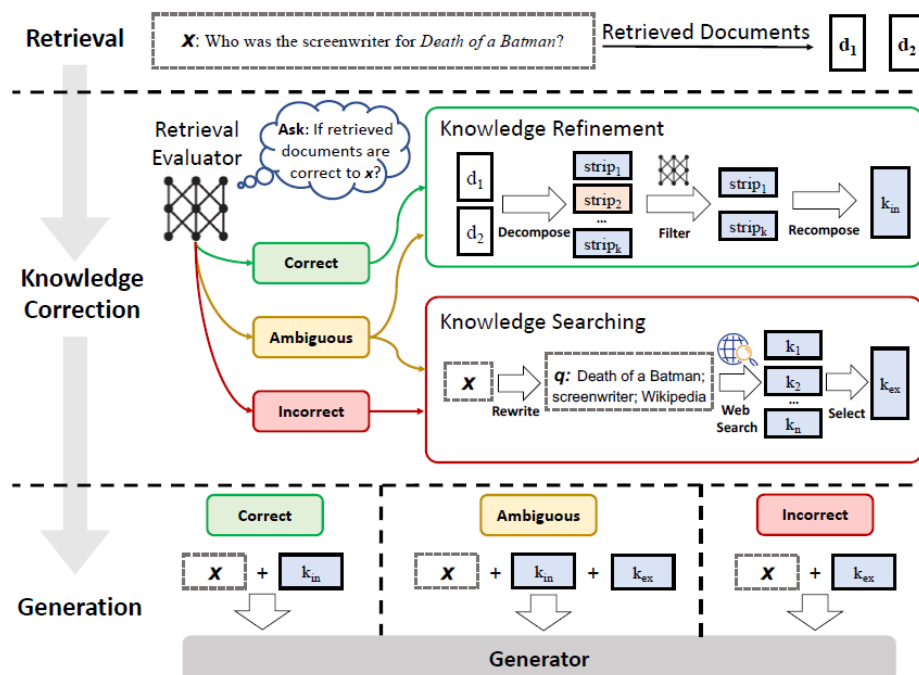 Retrieval
x: Who was the screenwriter for Death of a Batman?
Retrieved Documents
d1
d2
Retrieval
Evaluator
Ask: If retrieved
documents are
correct to x?
Knowledge
Correction
Correct
Ambiguous
Incorrect
Knowledge Refinement
d1
d2
Decompose
strip1
strip2
...
stripk
Filter
strip1
stripk
Recompose
kin
Knowledge Searching
x
Rewrite
q: Death of a Batman;
screenwriter; Wikipedia
Web
Search
k1
k2
...
kn
Select
kex
Generation
Correct
x + kin
Ambiguous
x + kin + kex
Incorrect
x + kex
Generator